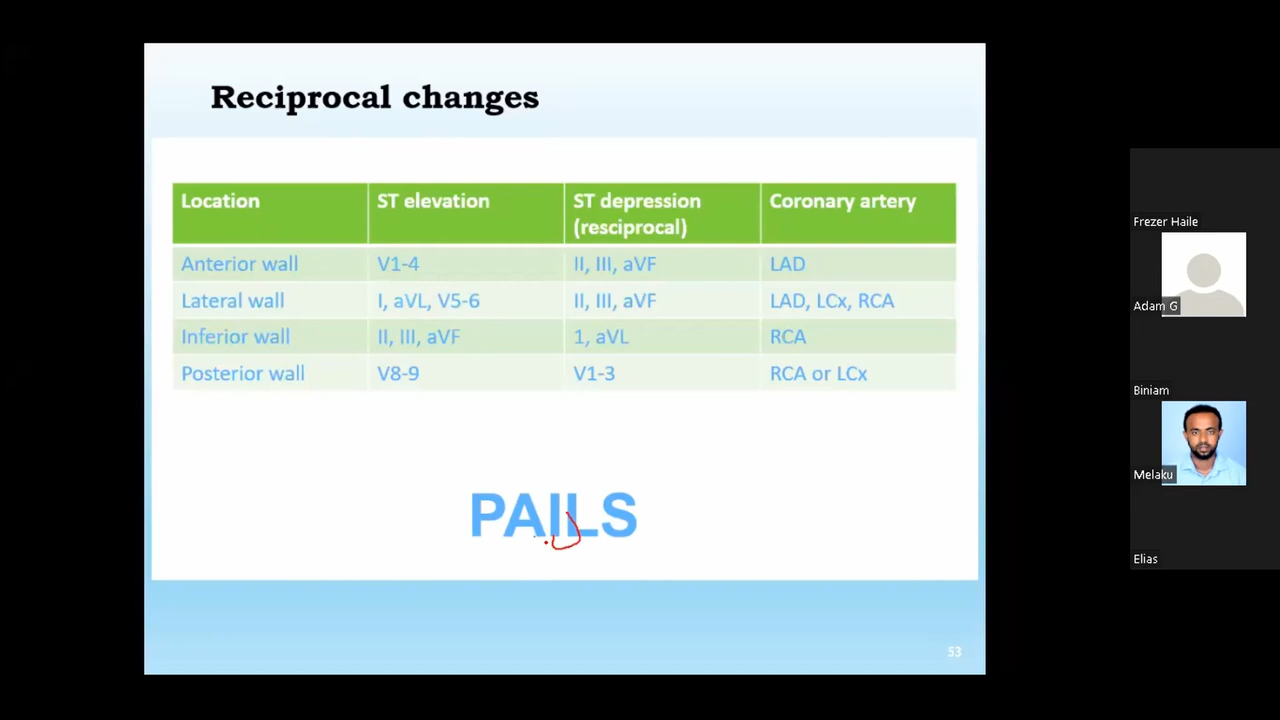 Reciprocal changes
Location ST elevation ST depression (resciprocal) Coronary artery
Anterior wall V1-4 II, III, aVF LAD
Lateral wall I, aVL, V5-6 II, III, aVF LAD, LCx, RCA
Inferior wall II, III, aVF 1, aVL RCA
Posterior wall V8-9 V1-3 RCA or LCx
PAILS
53
Frezer Haile
Adam G
Biniam
Melaku
Elias